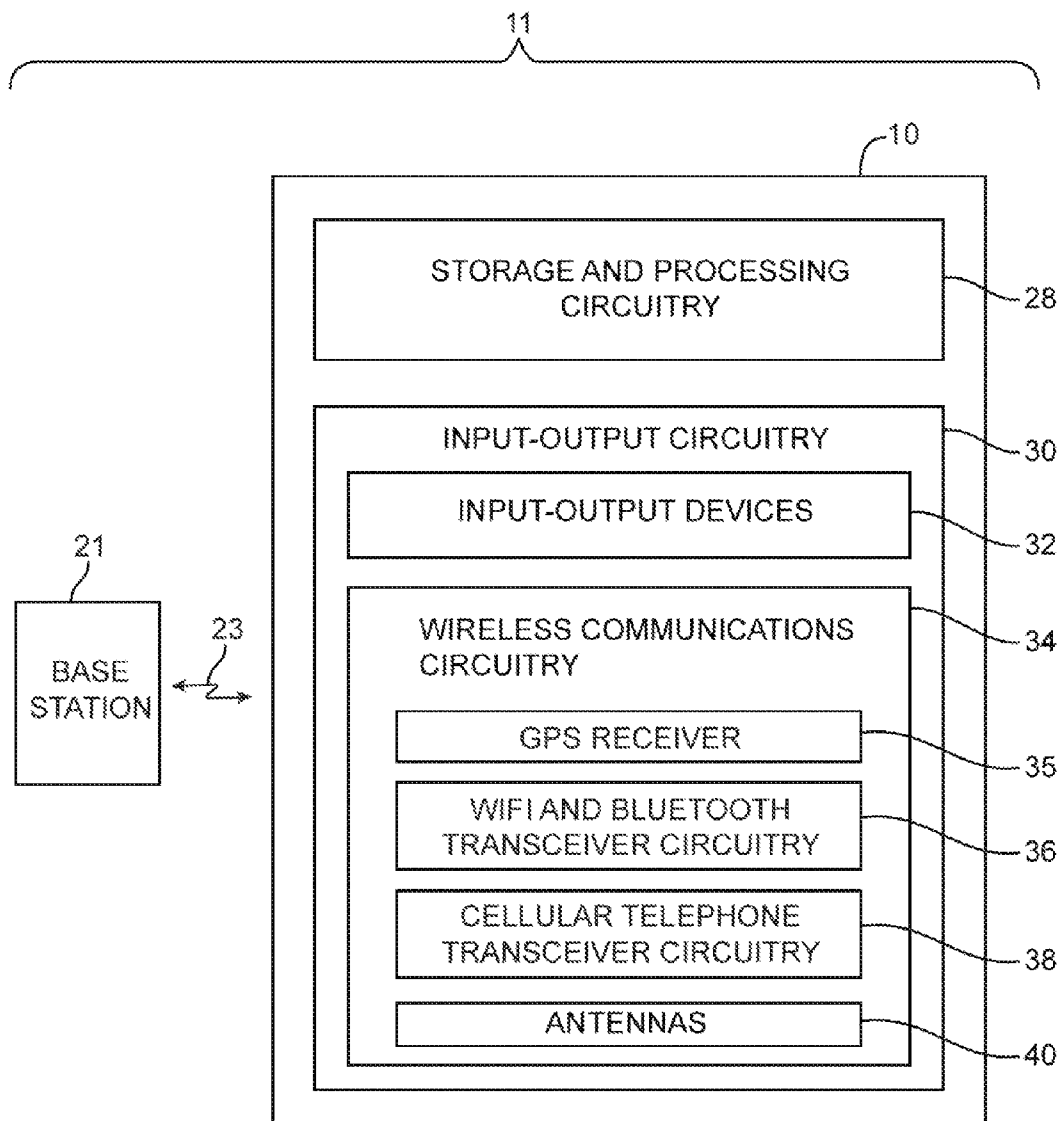 11
10
STORAGE AND PROCESSING
CIRCUITRY
28
INPUT-OUTPUT CIRCUITRY
30
INPUT-OUTPUT DEVICES
32
21
BASE
STATION
23
WIRELESS COMMUNICATIONS
CIRCUITRY
34
GPS RECEIVER
35
WIFI AND BLUETOOTH
TRANSCEIVER CIRCUITRY
36
CELLULAR TELEPHONE
TRANSCEIVER CIRCUITRY
38
ANTENNAS
40